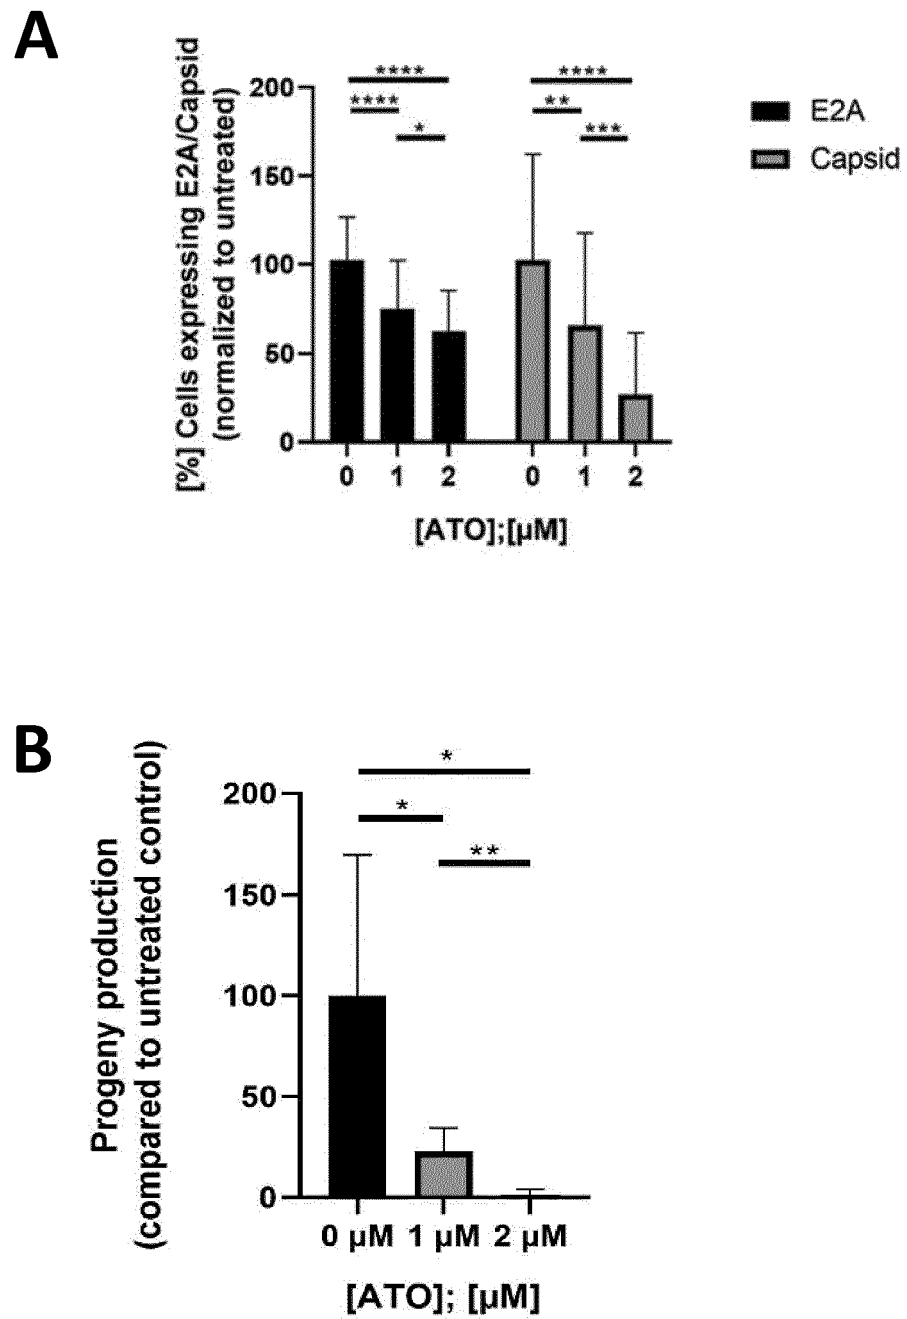 A
[%] Cells expressing E2A/Capsid
(normalized to untreated)
200
150
100
50
0
****
****
*
****
**
***
E2A
Capsid
0 1 2 0 1 2
[ATO];[µM]
B
Progeny production
(compared to untreated control)
200
150
100
50
0
*
*
**
0 µM 1 µM 2 µM
[ATO]; [µM]